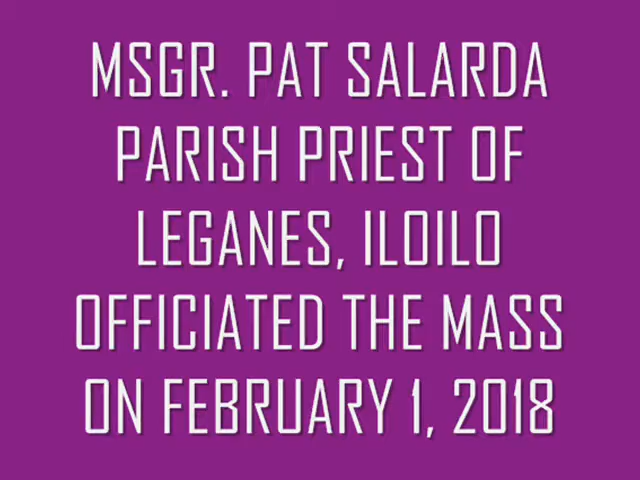 MSGR. PAT SALARDA
PARISH PRIEST OF
LEGANES, ILOILO
OFFICIATED THE MASS
ON FEBRUARY 1, 2018